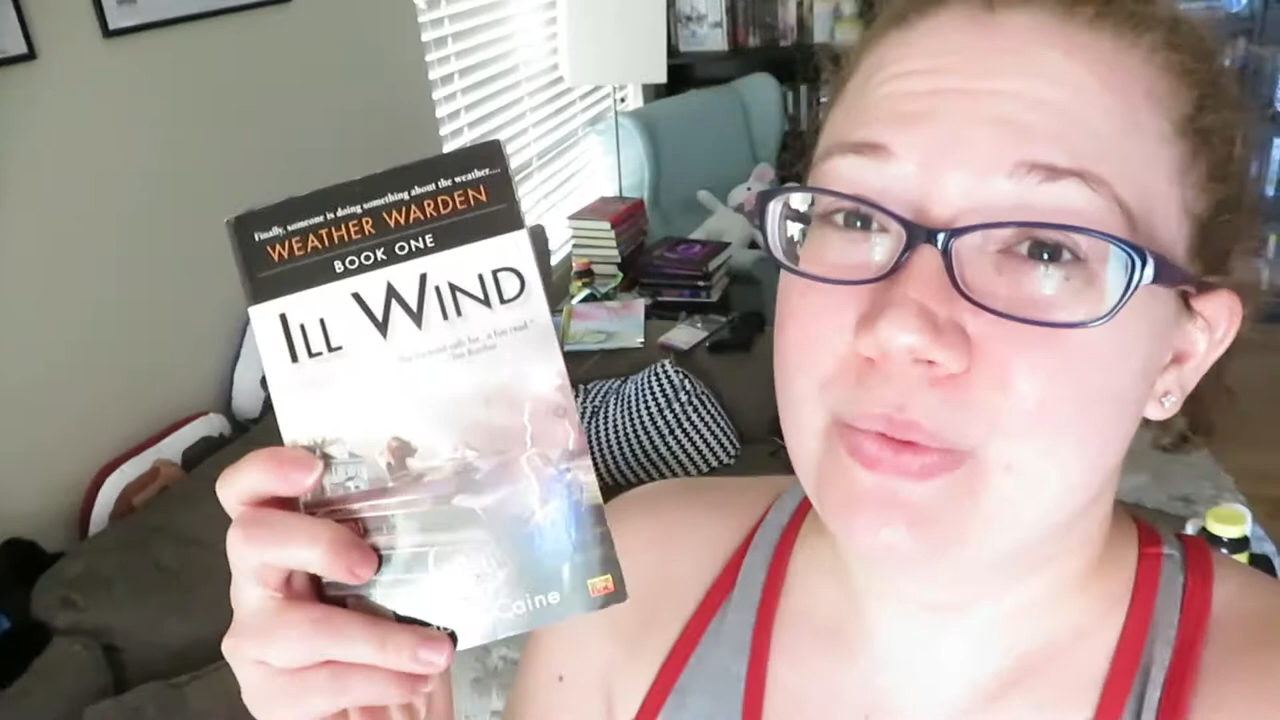 Finally, someone is doing something about the weather....
WEATHER WARDEN
BOOK ONE
ILL WIND
Caine